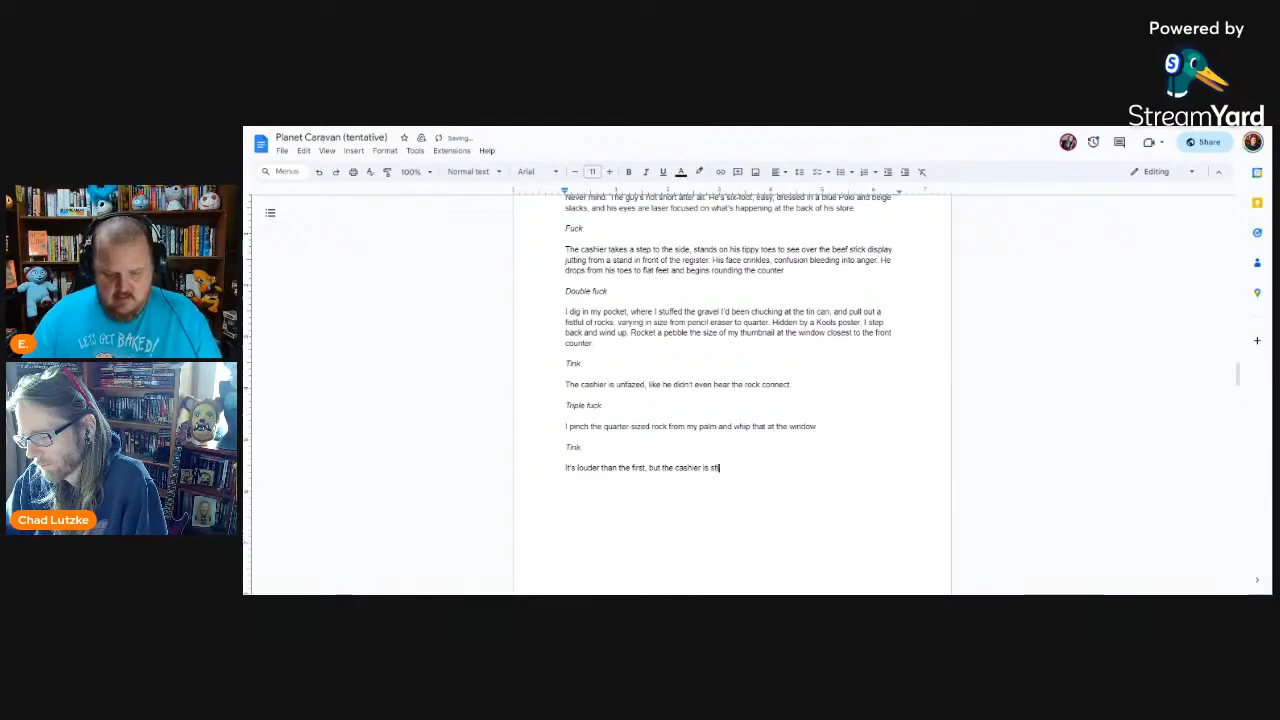 Powered by
S
StreamYard
Planet Caravan (tentative)
Saving...
Share
File Edit View Insert Format Tools Extensions Help
Menus
100%
Normal text
Arial
11
Editing
Never mind. The guy's not short after all. He's six-foot, easy, dressed in a blue Polo and beige
slacks, and his eyes are laser focused on what's happening at the back of his store.
Fuck.
The cashier takes a step to the side, stands on his tippy toes to see over the beef stick display
jutting from a stand in front of the register. His face crinkles, confusion bleeding into anger. He
drops from his toes to flat feet and begins rounding the counter
Double fuck
I dig in my pocket, where I stuffed the gravel I'd been chucking at the tin can, and pull out a
fistful of rocks, varying in size from pencil eraser to quarter. Hidden by a Kools poster, I step
back and wind up. Rocket a pebble the size of my thumbnail at the window closest to the front
counter.
Tink
The cashier is unfazed, like he didn't even hear the rock connect.
Triple fuck
I pinch the quarter-sized rock from my palm and whip that at the window
Tink
It's louder than the first, but the cashier is sti
LET'S GET BAKED!
E.
Chad Lutzke